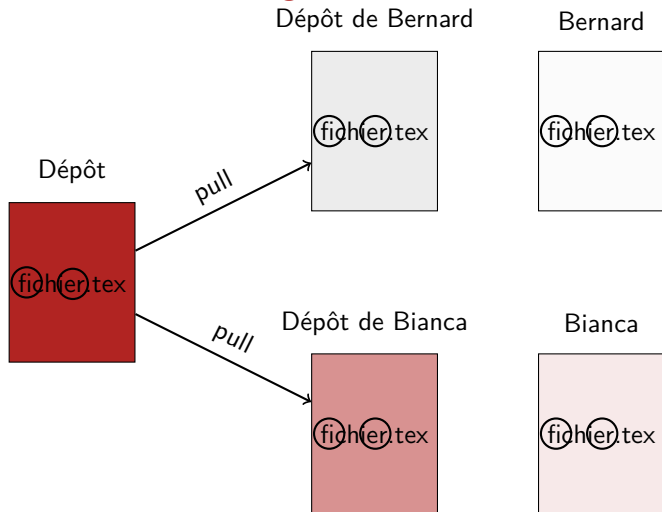 Dépôt de Bernard
Bernard
fichier.tex
fichier.tex
Dépôt
pull
fichier.tex
pull
Dépôt de Bianca
Bianca
fichier.tex
fichier.tex